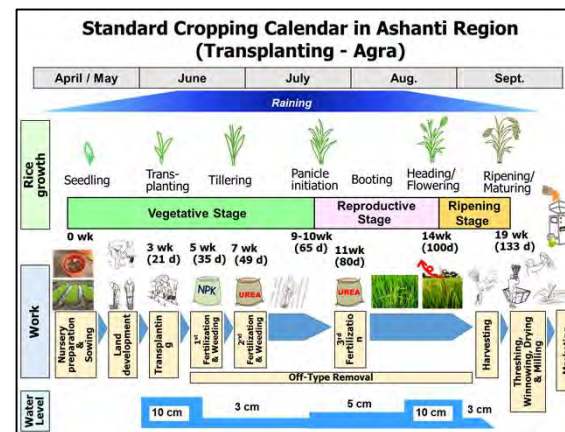 Standard Cropping Calendar in Ashanti Region
(Transplanting - Agra)
April / May June July Aug. Sept.
Raining
Rice
growth
Seedling
Trans-
planting
Tillering
Panicle
initiation
Booting
Heading/
Flowering
Ripening/
Maturing
Vegetative Stage
Reproductive
Stage
Ripening
Stage
0 wk
3 wk
(21 d)
5 wk
(35 d)
7 wk
(49 d)
9-10wk
(65 d)
11wk
(80d)
14wk
(100d)
19 wk
(133 d)
Work
NPK
UREA
UREA
Nursery
preparation
&
Sowing
Land
development
Transplantin
g
1st
Fertilization
& Weeding
2nd
Fertilization
& Weeding
3rd
Fertilizatio
n
Harvesting
Threshing,
Winnowing, Drying
& Milling
Off-Type Removal
Water
Level
10 cm
3 cm
5 cm
10 cm
3 cm